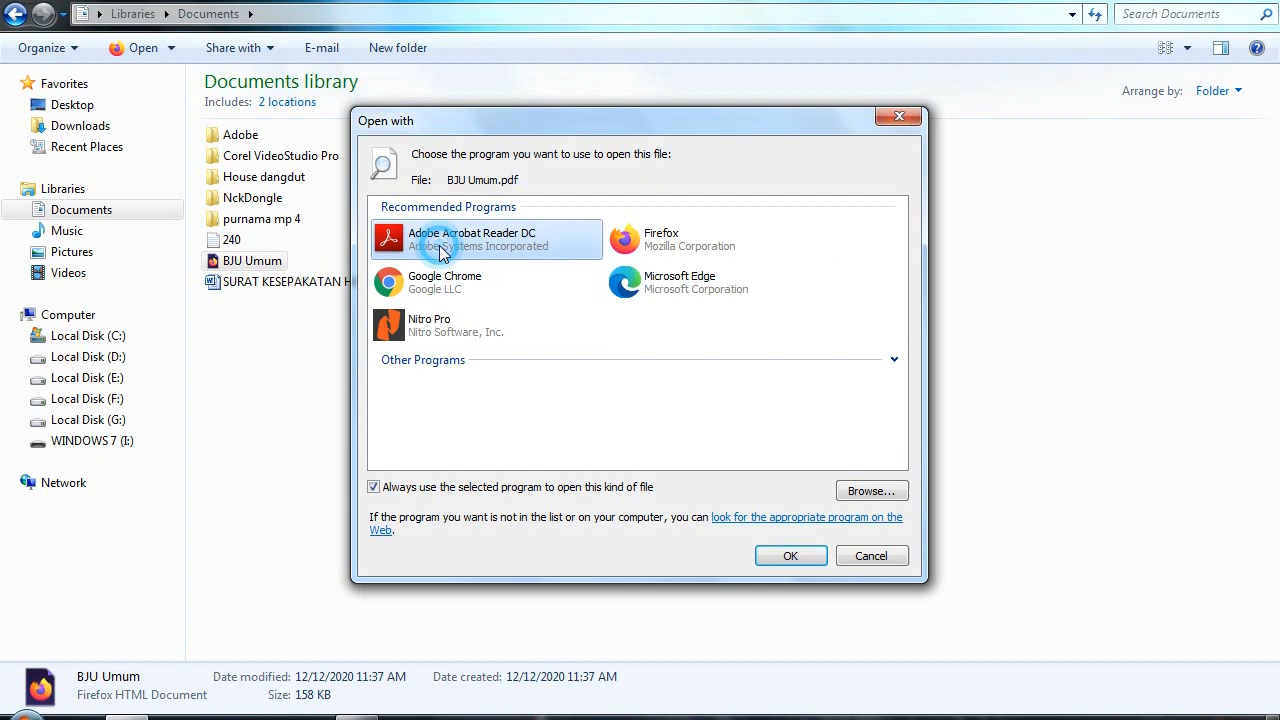 Libraries Documents
Search Documents
Organize Open Share with E-mail New folder
Favorites
Desktop
Downloads
Recent Places
Libraries
Documents
Music
Pictures
Videos
Computer
Local Disk (C:)
Local Disk (D:)
Local Disk (E:)
Local Disk (F:)
Local Disk (G:)
WINDOWS 7 (I:)
Network
Documents library
Includes: 2 locations
Arrange by: Folder
Adobe
Corel VideoStudio Pro
House dangdut
NckDongle
purnama mp 4
240
BJU Umum
SURAT KESEPAKATAN H
Open with
Choose the program you want to use to open this file:
File: BJU Umum.pdf
Recommended Programs
Adobe Acrobat Reader DC
Adobe Systems Incorporated
Firefox
Mozilla Corporation
Google Chrome
Google LLC
Microsoft Edge
Microsoft Corporation
Nitro Pro
Nitro Software, Inc.
Other Programs
Always use the selected program to open this kind of file
Browse...
If the program you want is not in the list or on your computer, you can look for the appropriate program on the
Web.
OK Cancel
BJU Umum Date modified: 12/12/2020 11:37 AM Date created: 12/12/2020 11:37 AM
Firefox HTML Document Size: 158 KB